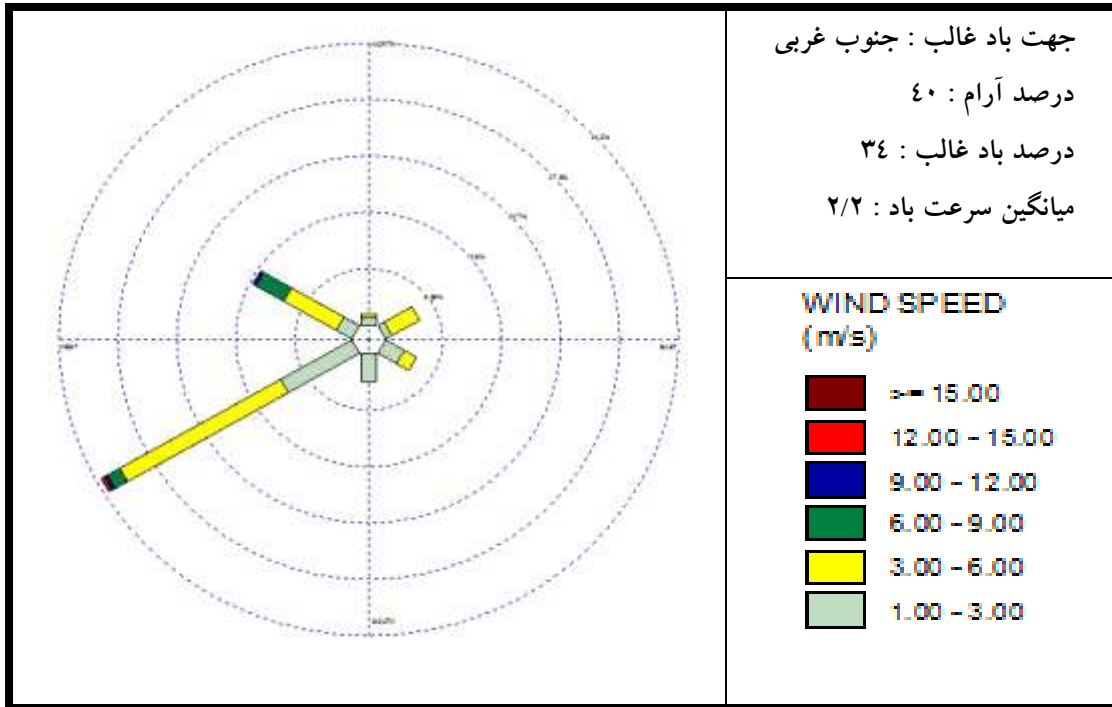 جهت باد غالب : جنوب غربی
درصد آرام : ٤٠
درصد باد غالب : ٣٤
میانگین سرعت باد : ٢/٢
WIND SPEED
(m/s)
>= 15.00
12.00 - 15.00
9.00 - 12.00
6.00 - 9.00
3.00 - 6.00
1.00 - 3.00